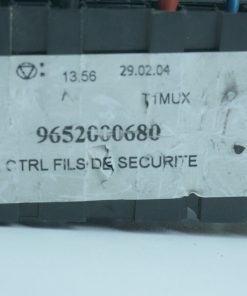 13.56 29.02.04
T1MUX
9652000680
CTRL FILS DE SECURITE